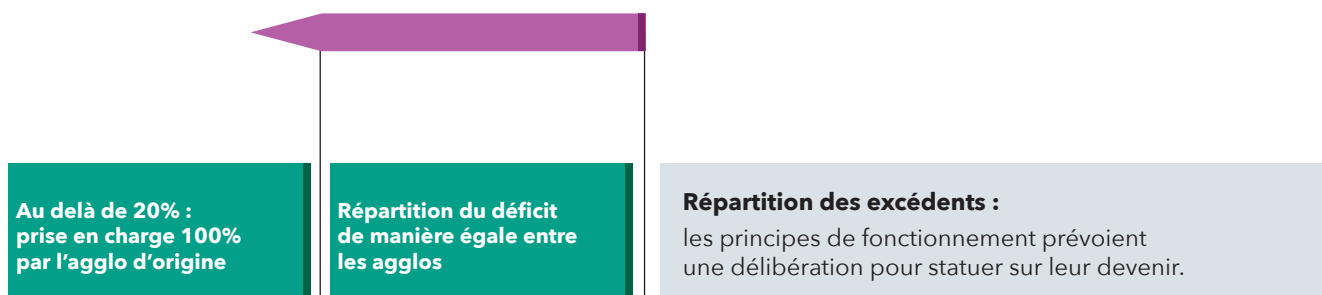 Au delà de 20% :
prise en charge 100%
par l’agglo d’origine
Répartition du déficit
de manière égale entre
les agglos
Répartition des excédents :
les principes de fonctionnement prévoient
une délibération pour statuer sur leur devenir.